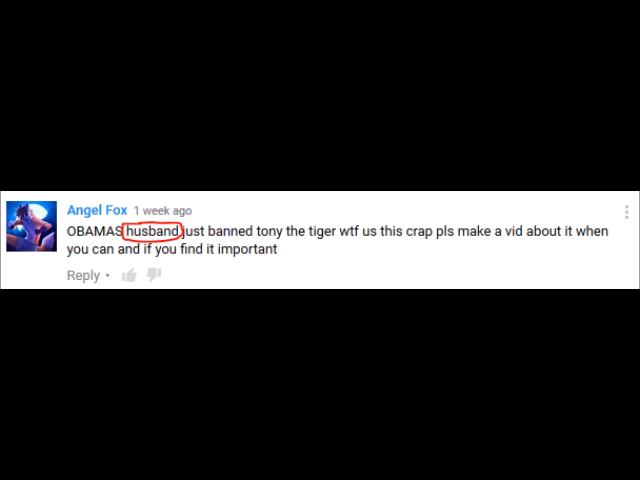 Angel Fox 1 week ago
OBAMAS husband just banned tony the tiger wtf us this crap pls make a vid about it when
you can and if you find it important
Reply •